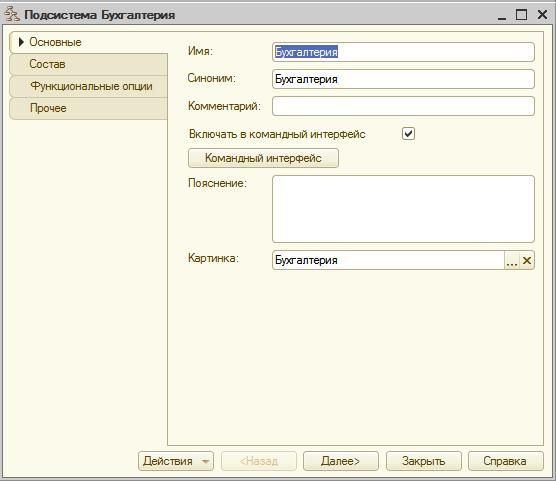 Подсистема Бухгалтерия
Основные
Состав
Функциональные опции
Прочее
Имя: Бухгалтерия
Синоним: Бухгалтерия
Комментарий:
Включать в командный интерфейс
Командный интерфейс
Пояснение:
Картинка: Бухгалтерия ...
Действия <Назад Далее> Закрыть Справка